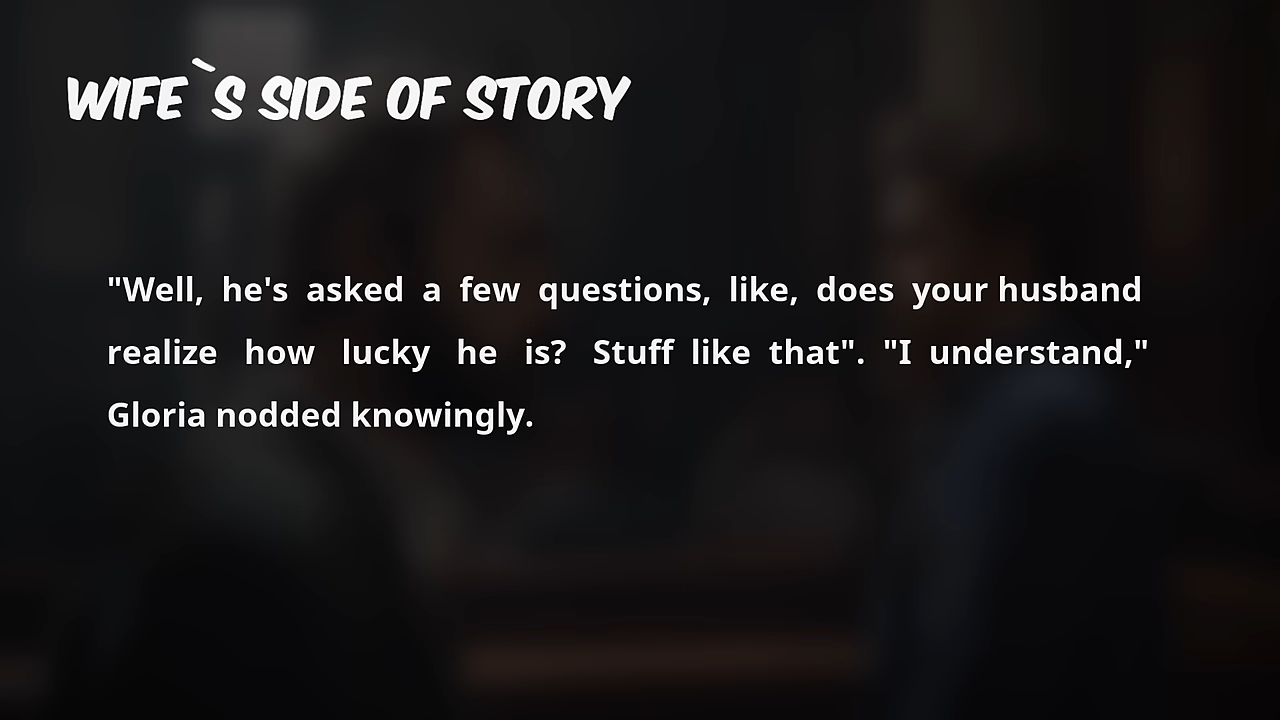 WIFE`S SIDE OF STORY
"Well, he's asked a few questions, like, does your husband
realize how lucky he is? Stuff like that". "I understand,"
Gloria nodded knowingly.